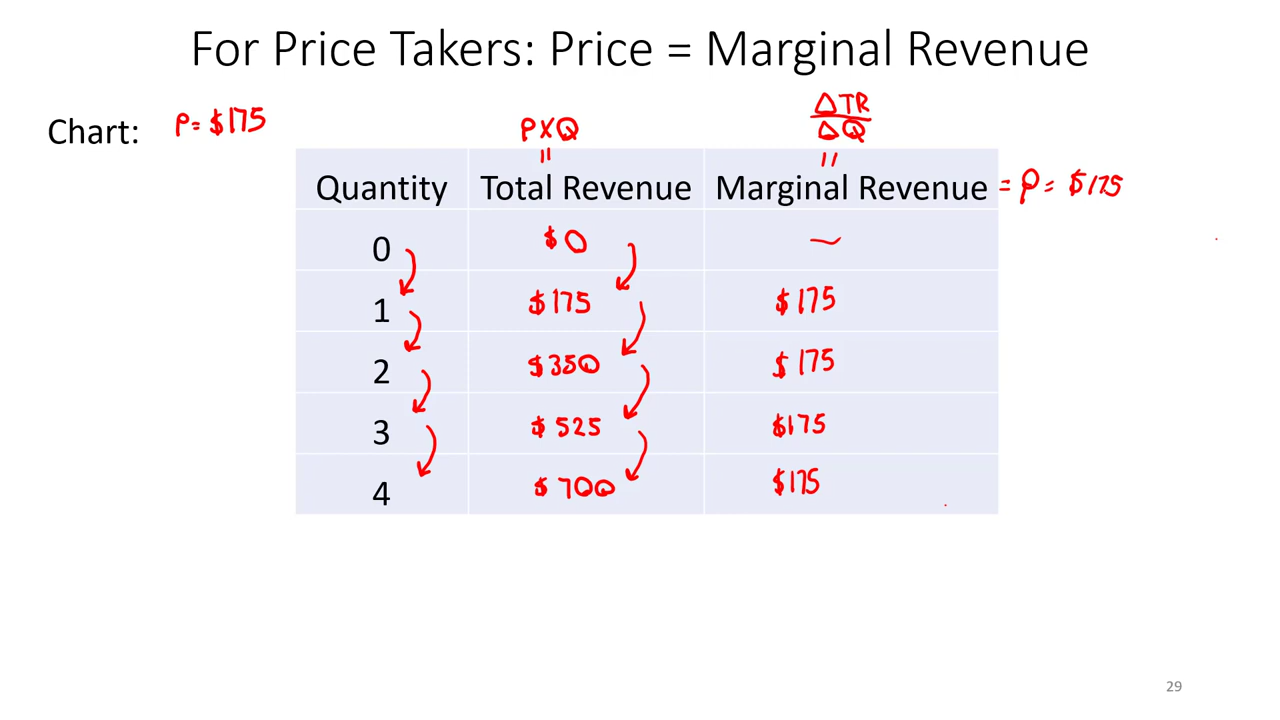 For Price Takers: Price = Marginal Revenue
Chart: P = $175
P X Q
ΔTR
ΔQ
= =
Quantity Total Revenue Marginal Revenue = P = $175
0 $0 ~
1 $175 $175
2 $350 $175
3 $525 $175
4 $700 $175
29